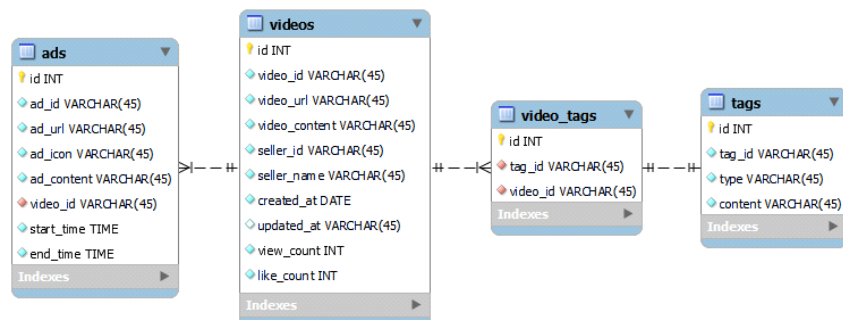 ads
id INT
ad_id VARCHAR(45)
ad_url VARCHAR(45)
ad_icon VARCHAR(45)
ad_content VARCHAR(45)
video_id VARCHAR(45)
start_time TIME
end_time TIME
Indexes
videos
id INT
video_id VARCHAR(45)
video_url VARCHAR(45)
video_content VARCHAR(45)
seller_id VARCHAR(45)
seller_name VARCHAR(45)
created_at DATE
updated_at VARCHAR(45)
view_count INT
like_count INT
Indexes
video_tags
id INT
tag_id VARCHAR(45)
video_id VARCHAR(45)
Indexes
tags
id INT
tag_id VARCHAR(45)
type VARCHAR(45)
content VARCHAR(45)
Indexes